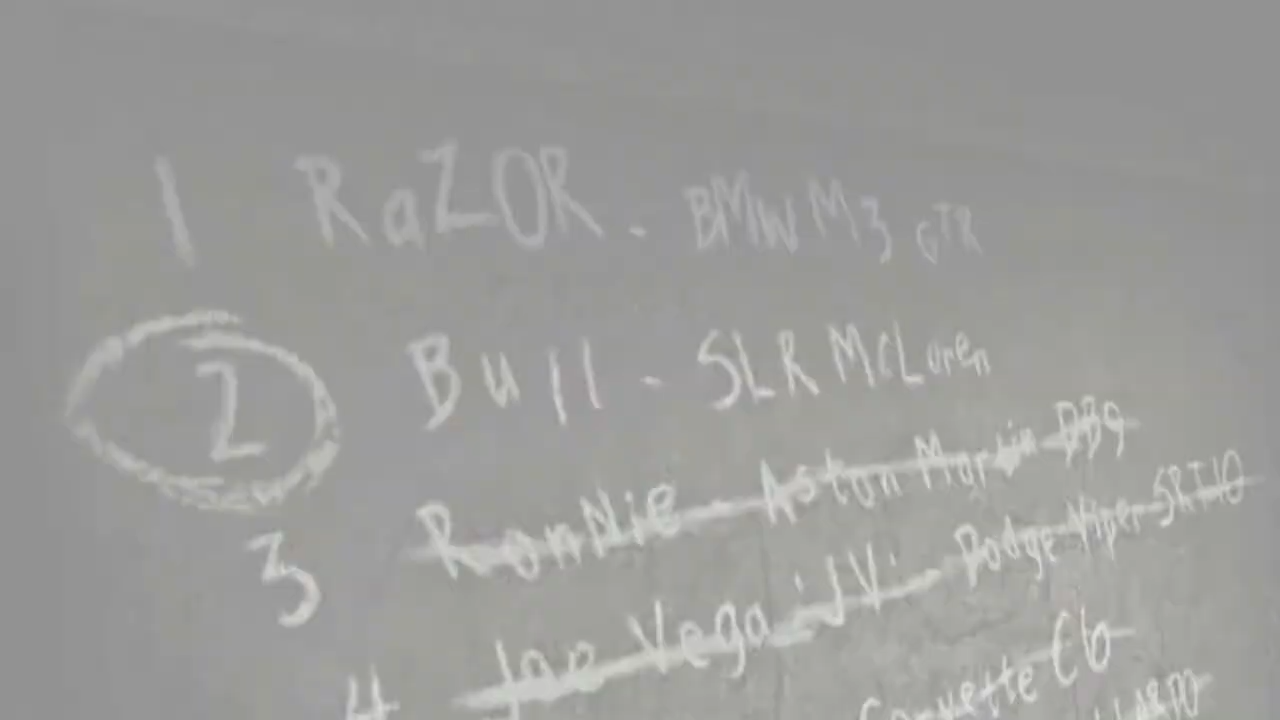 1 RaZOR - BMW M3 GTR
2 Bull - SLR McLaren
3 RonNie - Aston Martin DB9
4 Joe Vega 'JV' - Dodge Viper SRT10
Corvette C6